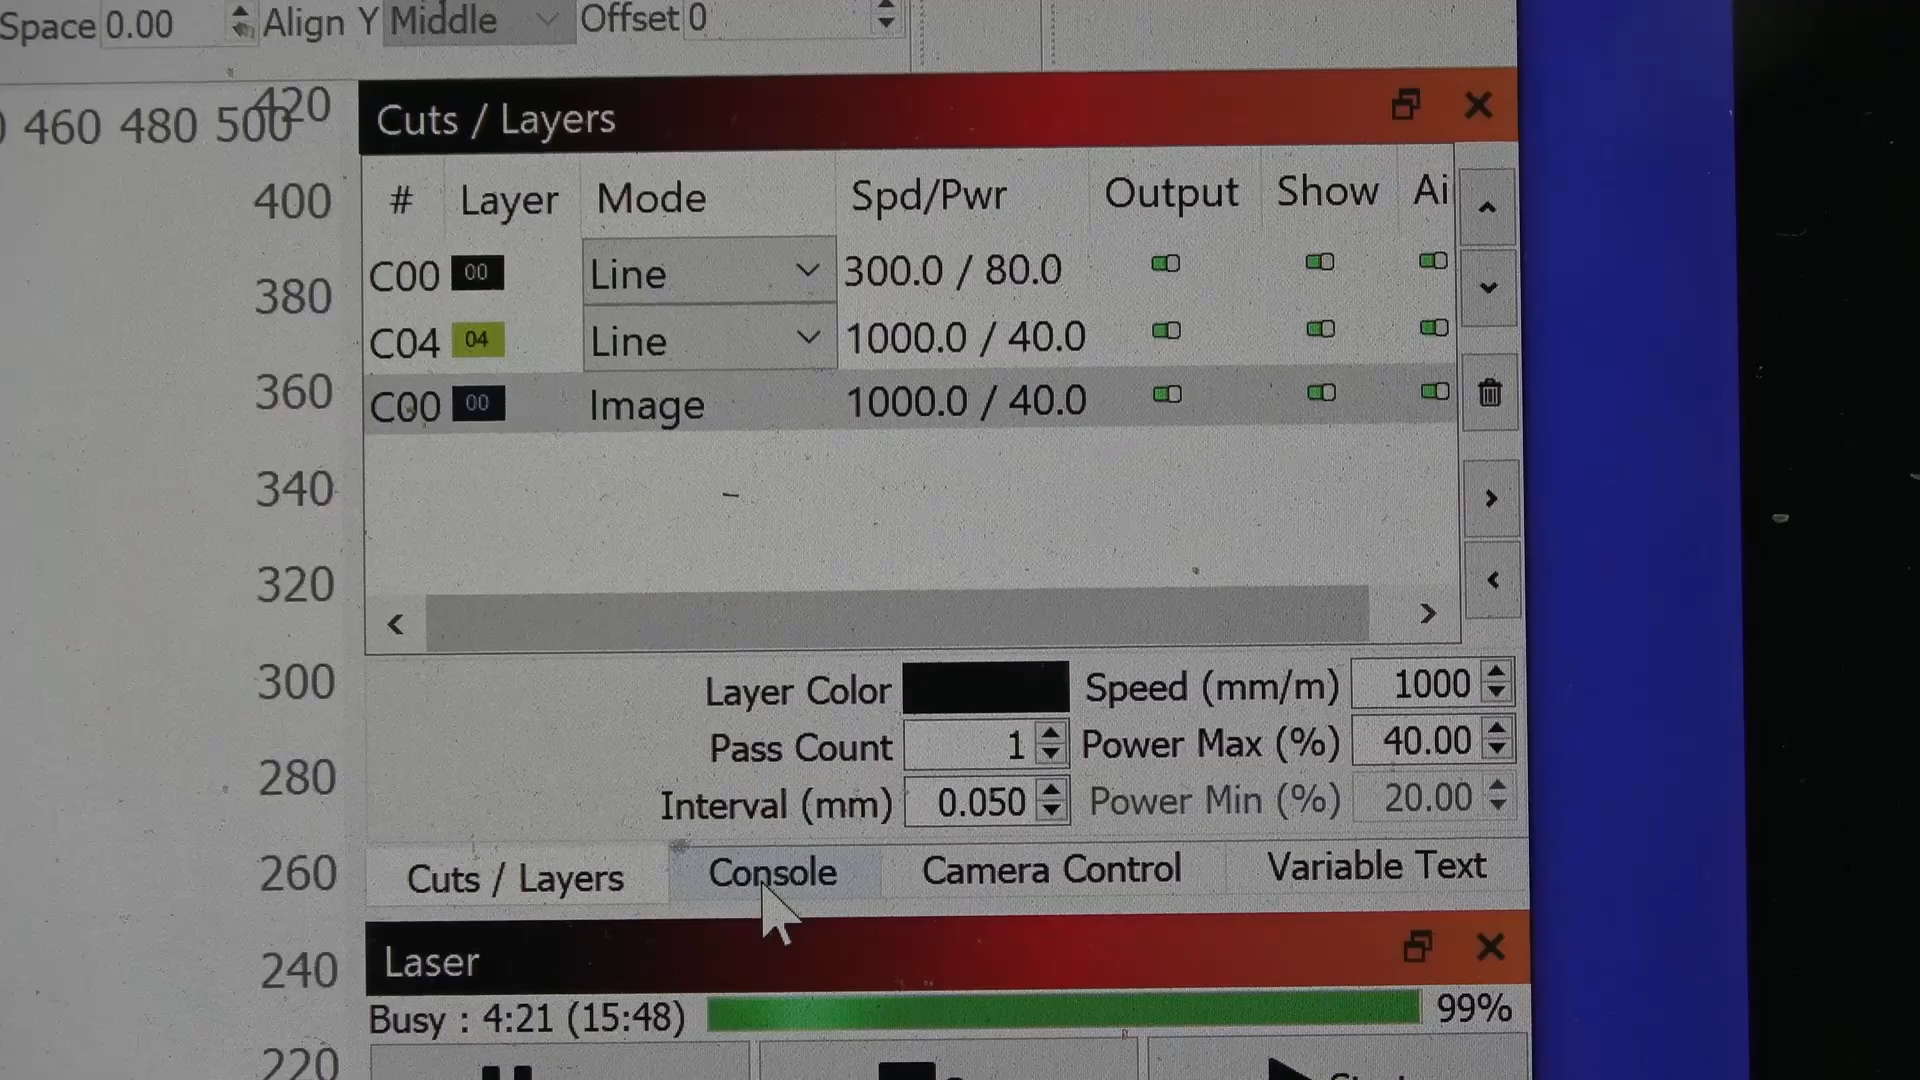 Space 0.00 Align Y Middle Offset 0
460 480 500
420
400
380
360
340
320
300
280
260
240
220
Cuts / Layers
# Layer Mode Spd/Pwr Output Show Ai
C00 00 Line 300.0 / 80.0
C04 04 Line 1000.0 / 40.0
C00 00 Image 1000.0 / 40.0
Layer Color Speed (mm/m) 1000
Pass Count 1 Power Max (%) 40.00
Interval (mm) 0.050 Power Min (%) 20.00
Cuts / Layers Console Camera Control Variable Text
Laser
Busy : 4:21 (15:48) 99%